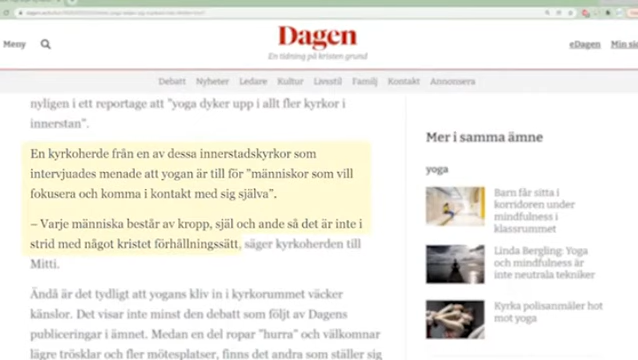 Meny
Dagen
En tidning på kristen grund
eDagen
Min si
Debatt Nyheter Ledare Kultur Livsstil Familj Kontakt Annonsera
nyligen i ett reportage att "yoga dyker upp i allt fler kyrkor i
innerstan".
En kyrkoherde från en av dessa innerstadskyrkor som
intervjuades menade att yogan är till för "människor som vill
fokusera och komma i kontakt med sig själva".
– Varje människa består av kropp, själ och ande så det är inte i
strid med något kristet förhållningssätt, säger kyrkoherden till
Mitti.
Ändå är det tydligt att yogans kliv in i kyrkorummet väcker
känslor. Det visar inte minst den debatt som följt av Dagens
publiceringar i ämnet. Medan en del ropar "hurra" och välkomnar
lägre trösklar och fler mötesplatser, finns det andra som ställer sig
Mer i samma ämne
yoga
Barn får sitta i
korridoren under
mindfulness i
klassrummet
Linda Bergling: Yoga
och mindfulness är
inte neutrala tekniker
Kyrka polisanmäler hot
mot yoga